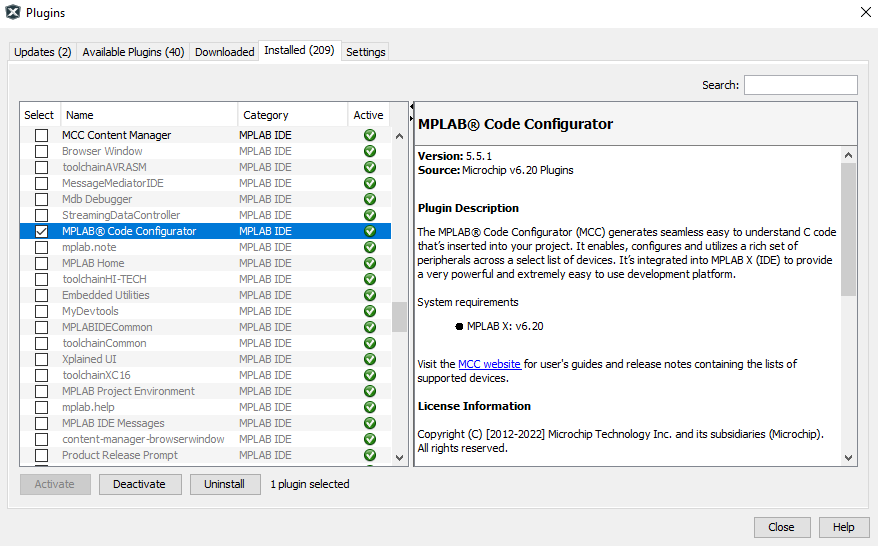 Plugins
Updates (2) Available Plugins (40) Downloaded Installed (209) Settings
Search:
Select Name Category Active
MCC Content Manager MPLAB IDE
Browser Window MPLAB IDE
toolchainAVRASM MPLAB IDE
MessageMediatorIDE MPLAB IDE
Mdb Debugger MPLAB IDE
StreamingDataController MPLAB IDE
MPLAB® Code Configurator MPLAB IDE
mplab.note MPLAB IDE
MPLAB Home MPLAB IDE
toolchainHI-TECH MPLAB IDE
Embedded Utilities MPLAB IDE
MyDevtools MPLAB IDE
MPLABIDECommon MPLAB IDE
toolchainCommon MPLAB IDE
Xplained UI MPLAB IDE
toolchainXC16 MPLAB IDE
MPLAB Project Environment MPLAB IDE
mplab.help MPLAB IDE
MPLAB IDE Messages MPLAB IDE
content-manager-browserwindow MPLAB IDE
Product Release Prompt MPLAB IDE
MPLAB® Code Configurator
Version: 5.5.1
Source: Microchip v6.20 Plugins
Plugin Description
The MPLAB® Code Configurator (MCC) generates seamless easy to understand C code
that's inserted into your project. It enables, configures and utilizes a rich set of
peripherals across a select list of devices. It's integrated into MPLAB X (IDE) to provide
a very powerful and extremely easy to use development platform.
System requirements
● MPLAB X: v6.20
Visit the MCC website for user's guides and release notes containing the lists of
supported devices.
License Information
Copyright (C) [2012-2022] Microchip Technology Inc. and its subsidiaries (Microchip).
All rights reserved.
Activate Deactivate Uninstall 1 plugin selected
Close Help